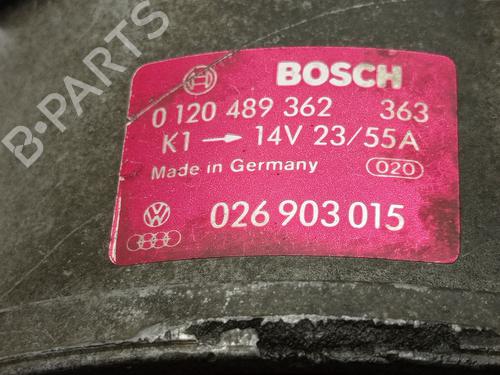 B-PARTS
BOSCH
0 120 489 362 363
K1 → 14V 23/55A
Made in Germany 020
026 903 015